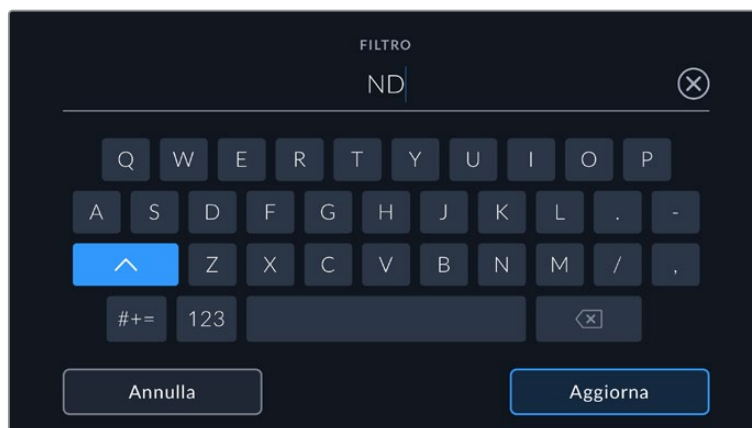 FILTRO
ND
Q W E R T Y U I O P
A S D F G H J K L . -
Z X C V B N M / ,
#+= 123
Annulla Aggiorna